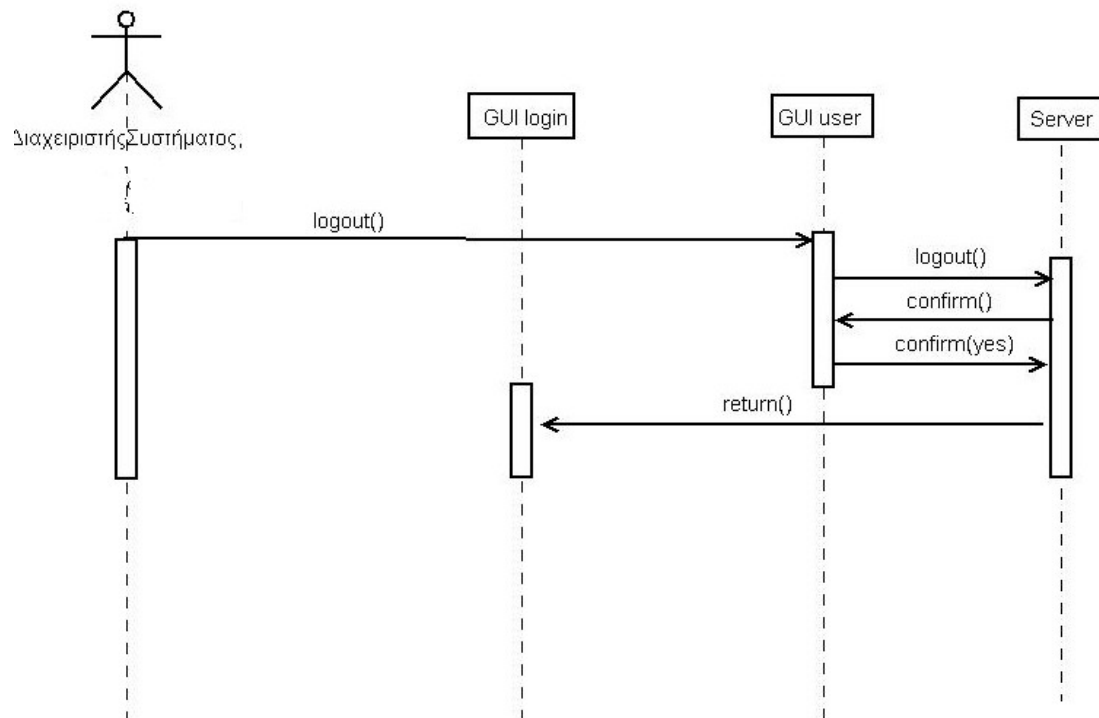 GUI login
GUI user
Server
ΔιαχειριστήςΣυστήματος,
logout()
logout()
confirm()
confirm(yes)
return()